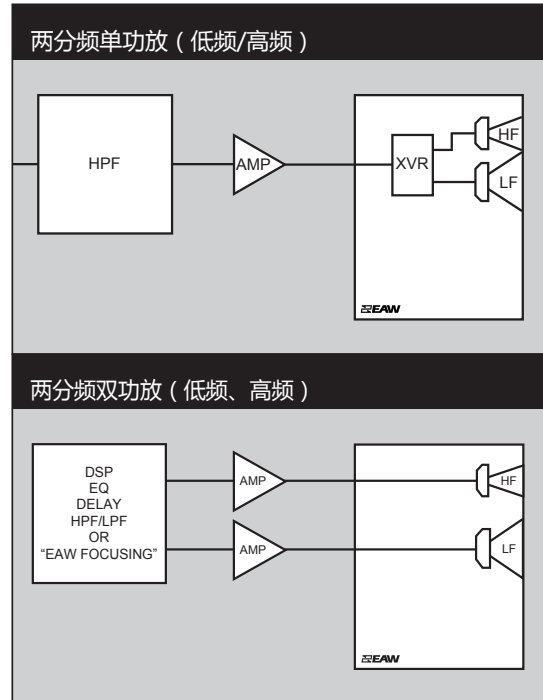 两分频单功放 ( 低频/高频 )
HPF
AMP
XVR
HF
LF
EAW
两分频双功放 ( 低频、高频 )
DSP
EQ
DELAY
HPF/LPF
OR
“EAW FOCUSING”
AMP
AMP
HF
LF
EAW